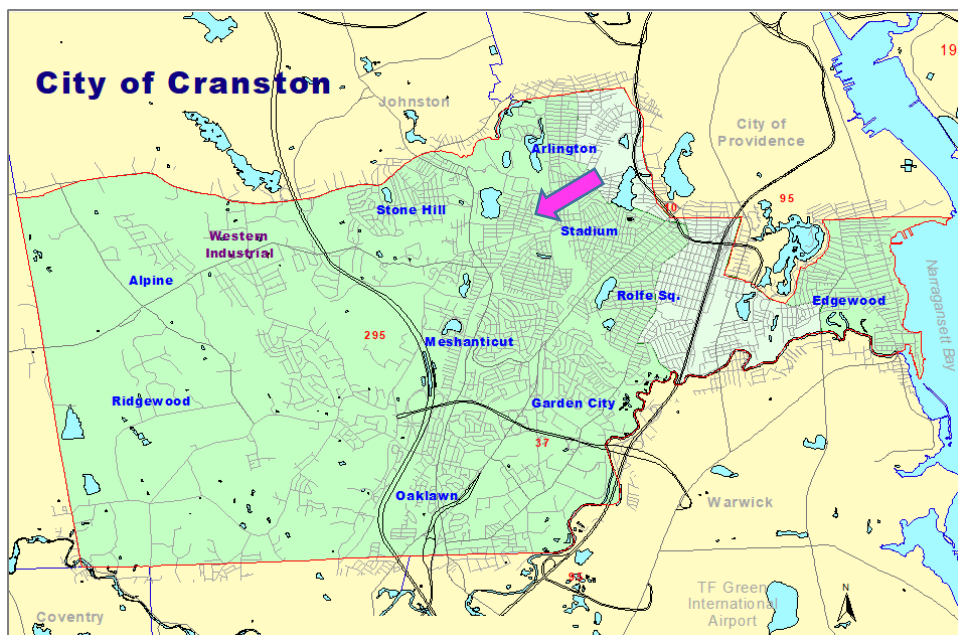 City of Cranston
19
Johnston
City of
Providence
Arlington
95
10
Stone Hill
Stadium
Western
Industrial
Alpine
Rolfe Sq.
Edgewood
Narragansett Bay
295
Meshanticut
Ridgewood
Garden City
37
Oaklawn
Warwick
TF Green
International
Airport
N
Coventry